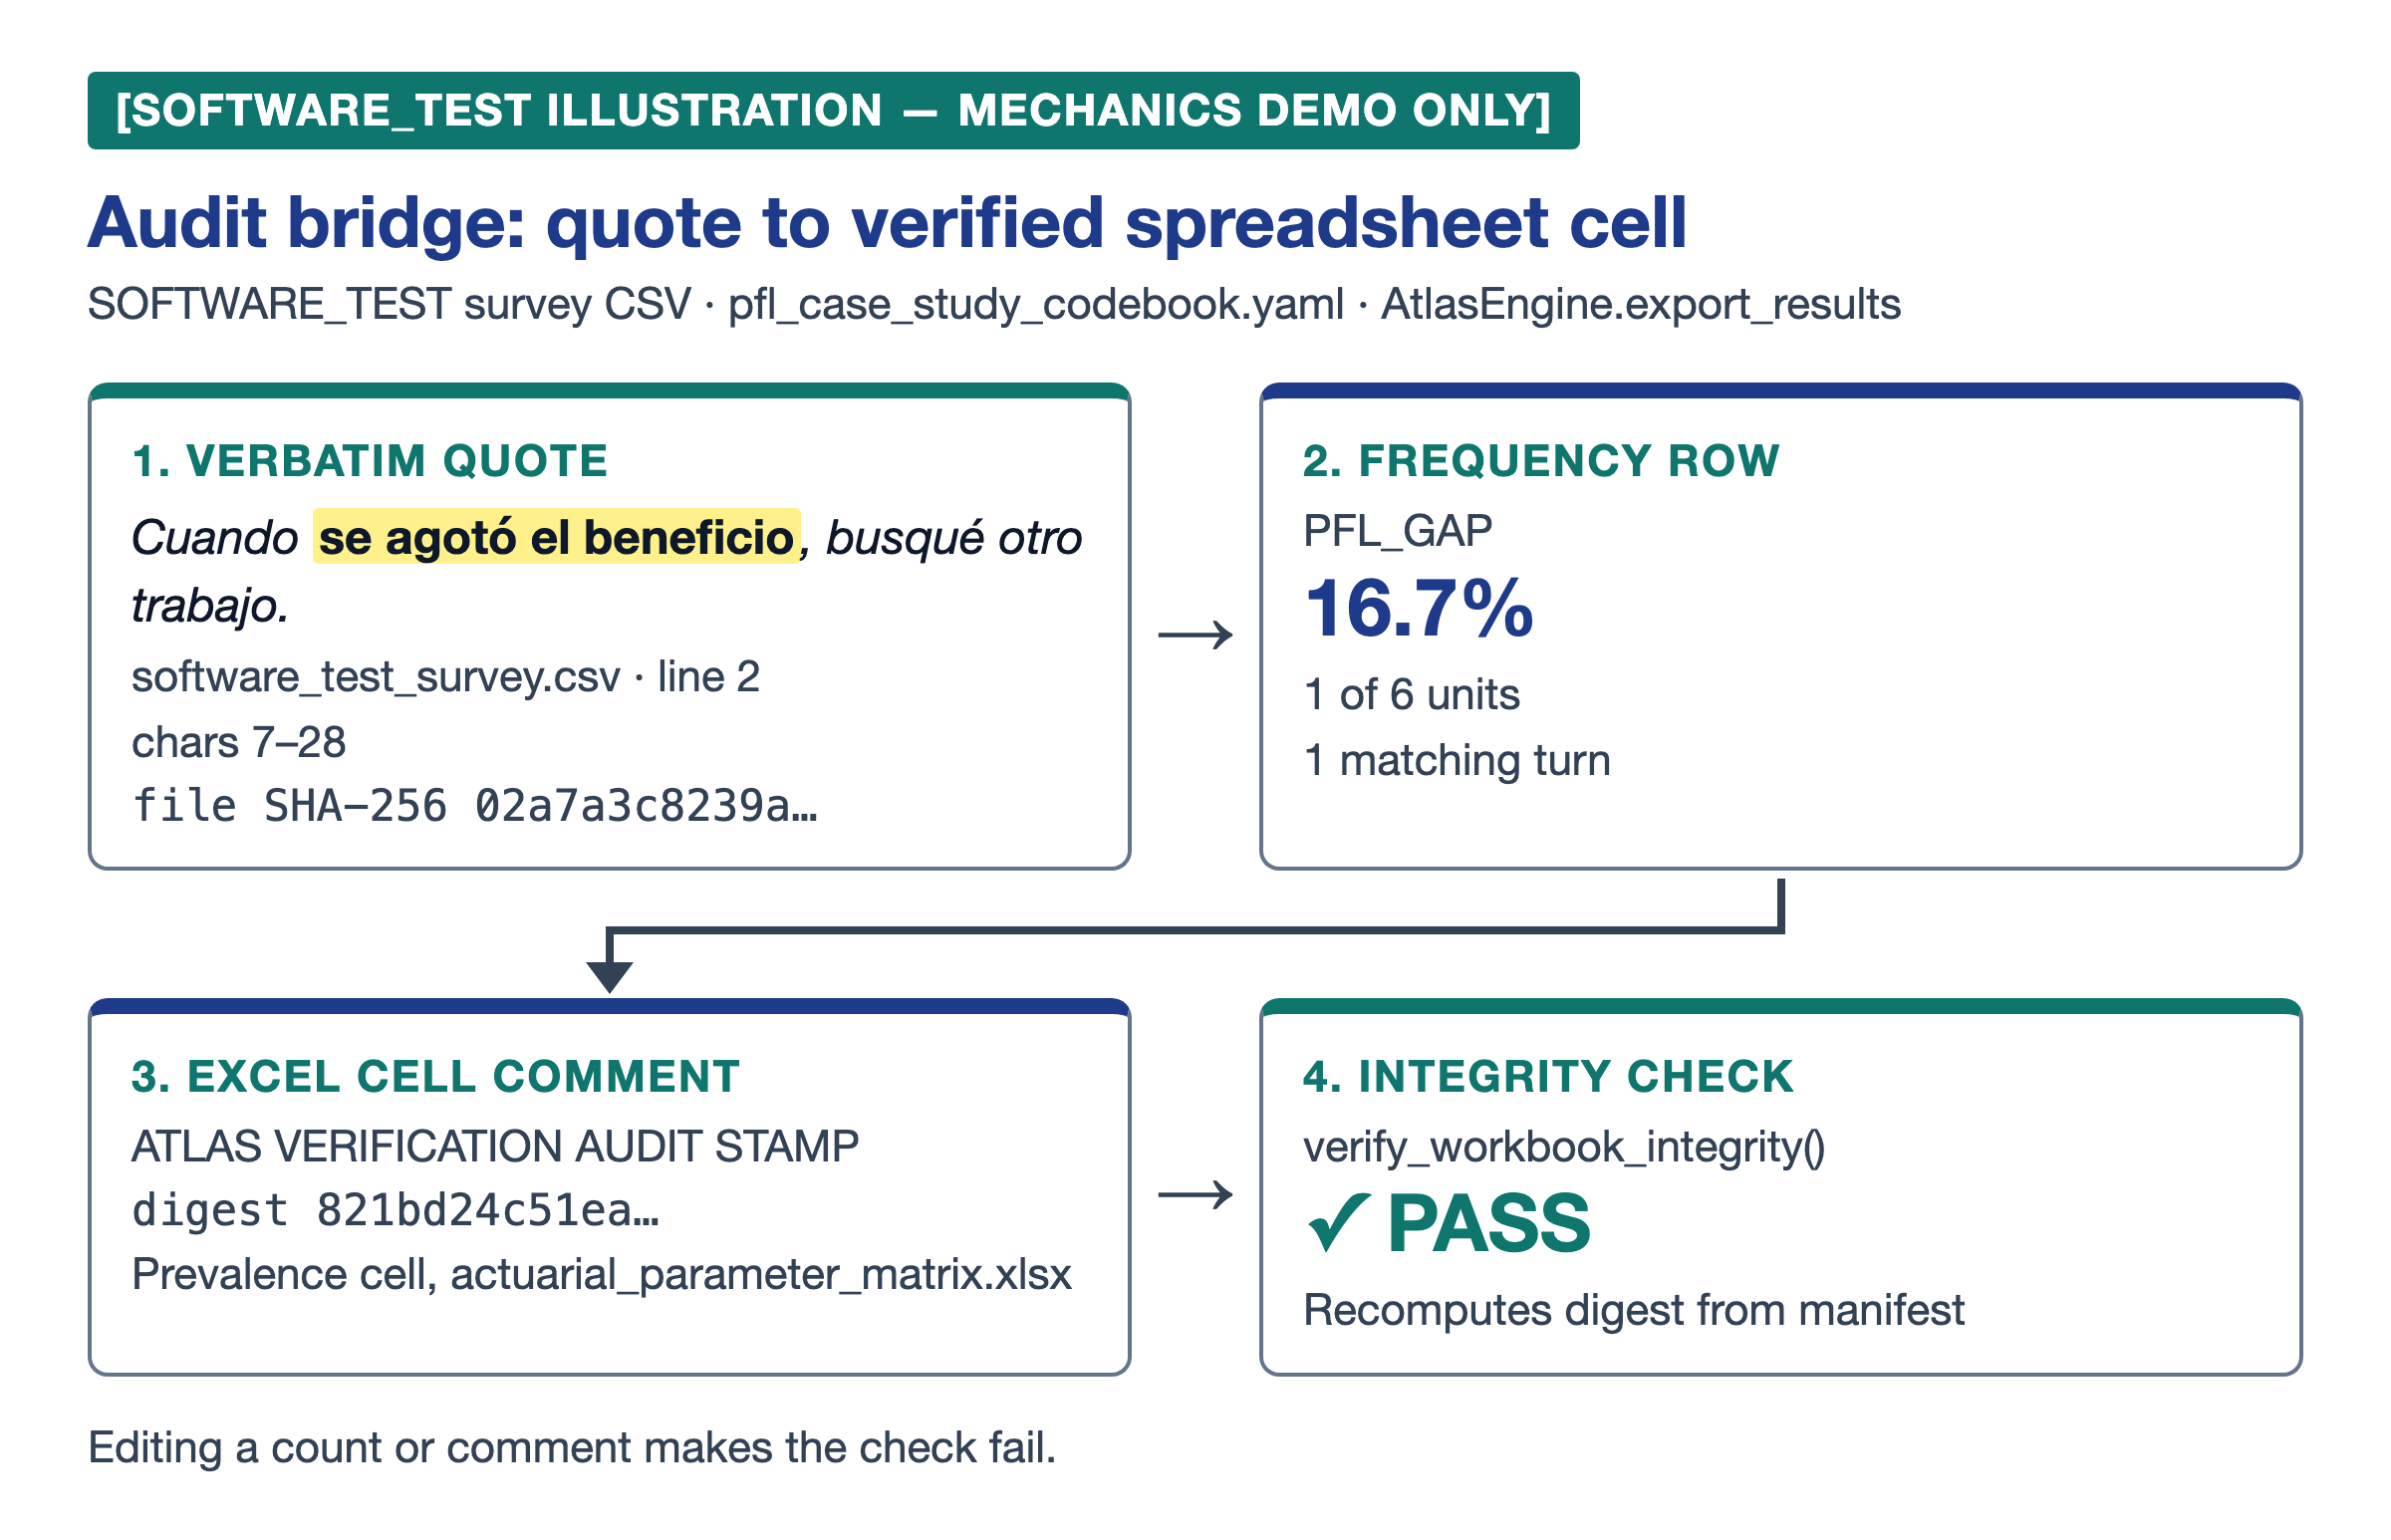 [SOFTWARE_TEST ILLUSTRATION — MECHANICS DEMO ONLY]
Audit bridge: quote to verified spreadsheet cell
SOFTWARE_TEST survey CSV · pfl_case_study_codebook.yaml · AtlasEngine.export_results
1. VERBATIM QUOTE
Cuando se agotó el beneficio, busqué otro
trabajo.
software_test_survey.csv · line 2
chars 7–28
file SHA-256 02a7a3c8239a…
2. FREQUENCY ROW
PFL_GAP
16.7%
1 of 6 units
1 matching turn
3. EXCEL CELL COMMENT
ATLAS VERIFICATION AUDIT STAMP
digest 821bd24c51ea…
Prevalence cell, actuarial_parameter_matrix.xlsx
4. INTEGRITY CHECK
verify_workbook_integrity()
✓ PASS
Recomputes digest from manifest
Editing a count or comment makes the check fail.